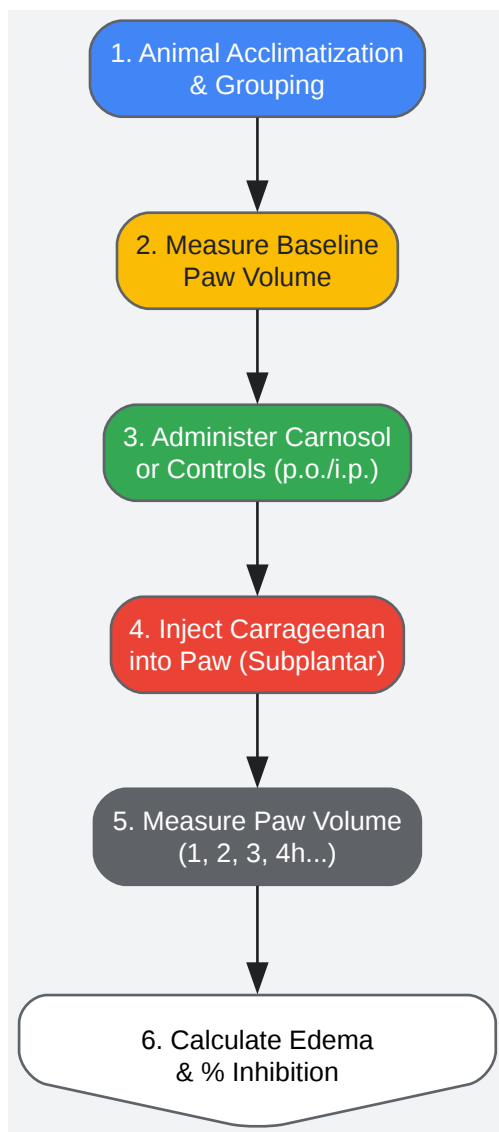 1. Animal Acclimatization
& Grouping
2. Measure Baseline
Paw Volume
3. Administer Carnosol
or Controls (p.o./i.p.)
4. Inject Carrageenan
into Paw (Subplantar)
5. Measure Paw Volume
(1, 2, 3, 4h...)
6. Calculate Edema
& % Inhibition